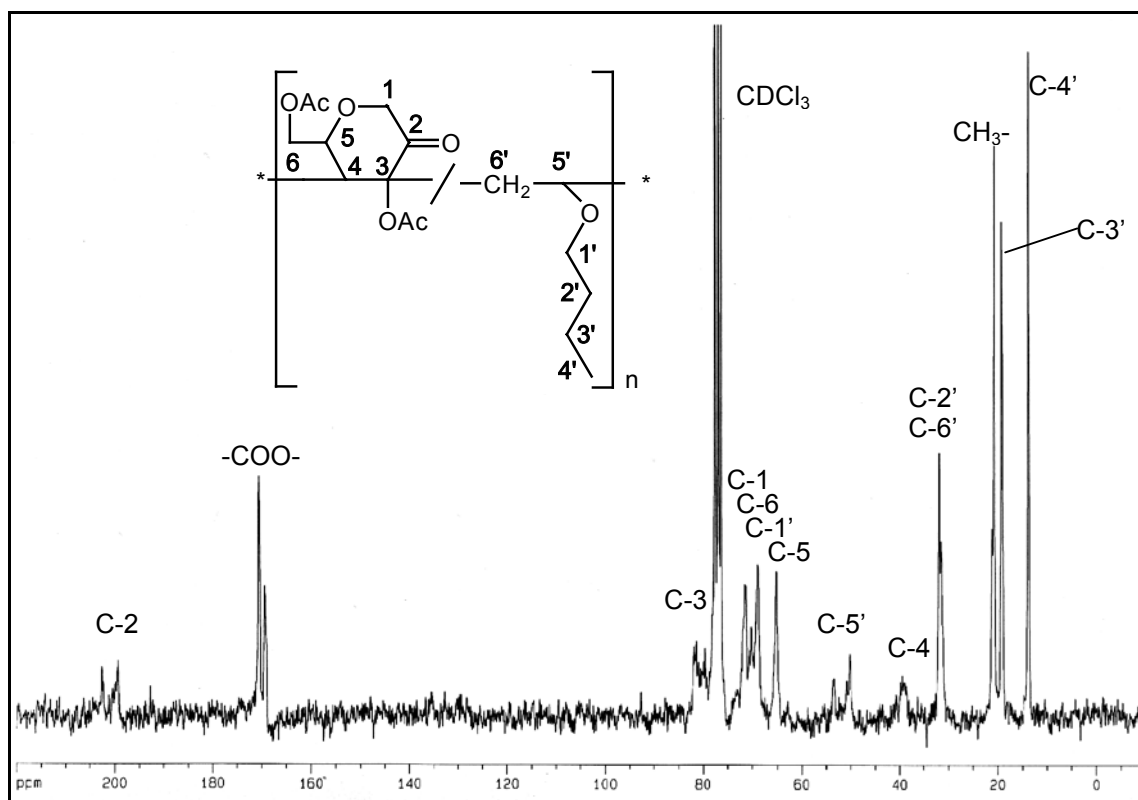 1
OAc
O
2
O
5
6
4
3
6'
5'
*
CH2
*
OAc
O
1'
2'
3'
4'
n
CDCl3
C-4'
CH3-
C-3'
C-2'
C-6'
-COO-
C-1
C-6
C-1'
C-5
C-3
C-2
C-5'
C-4
ppm 200 180 160 140 120 100 80 60 40 20 0